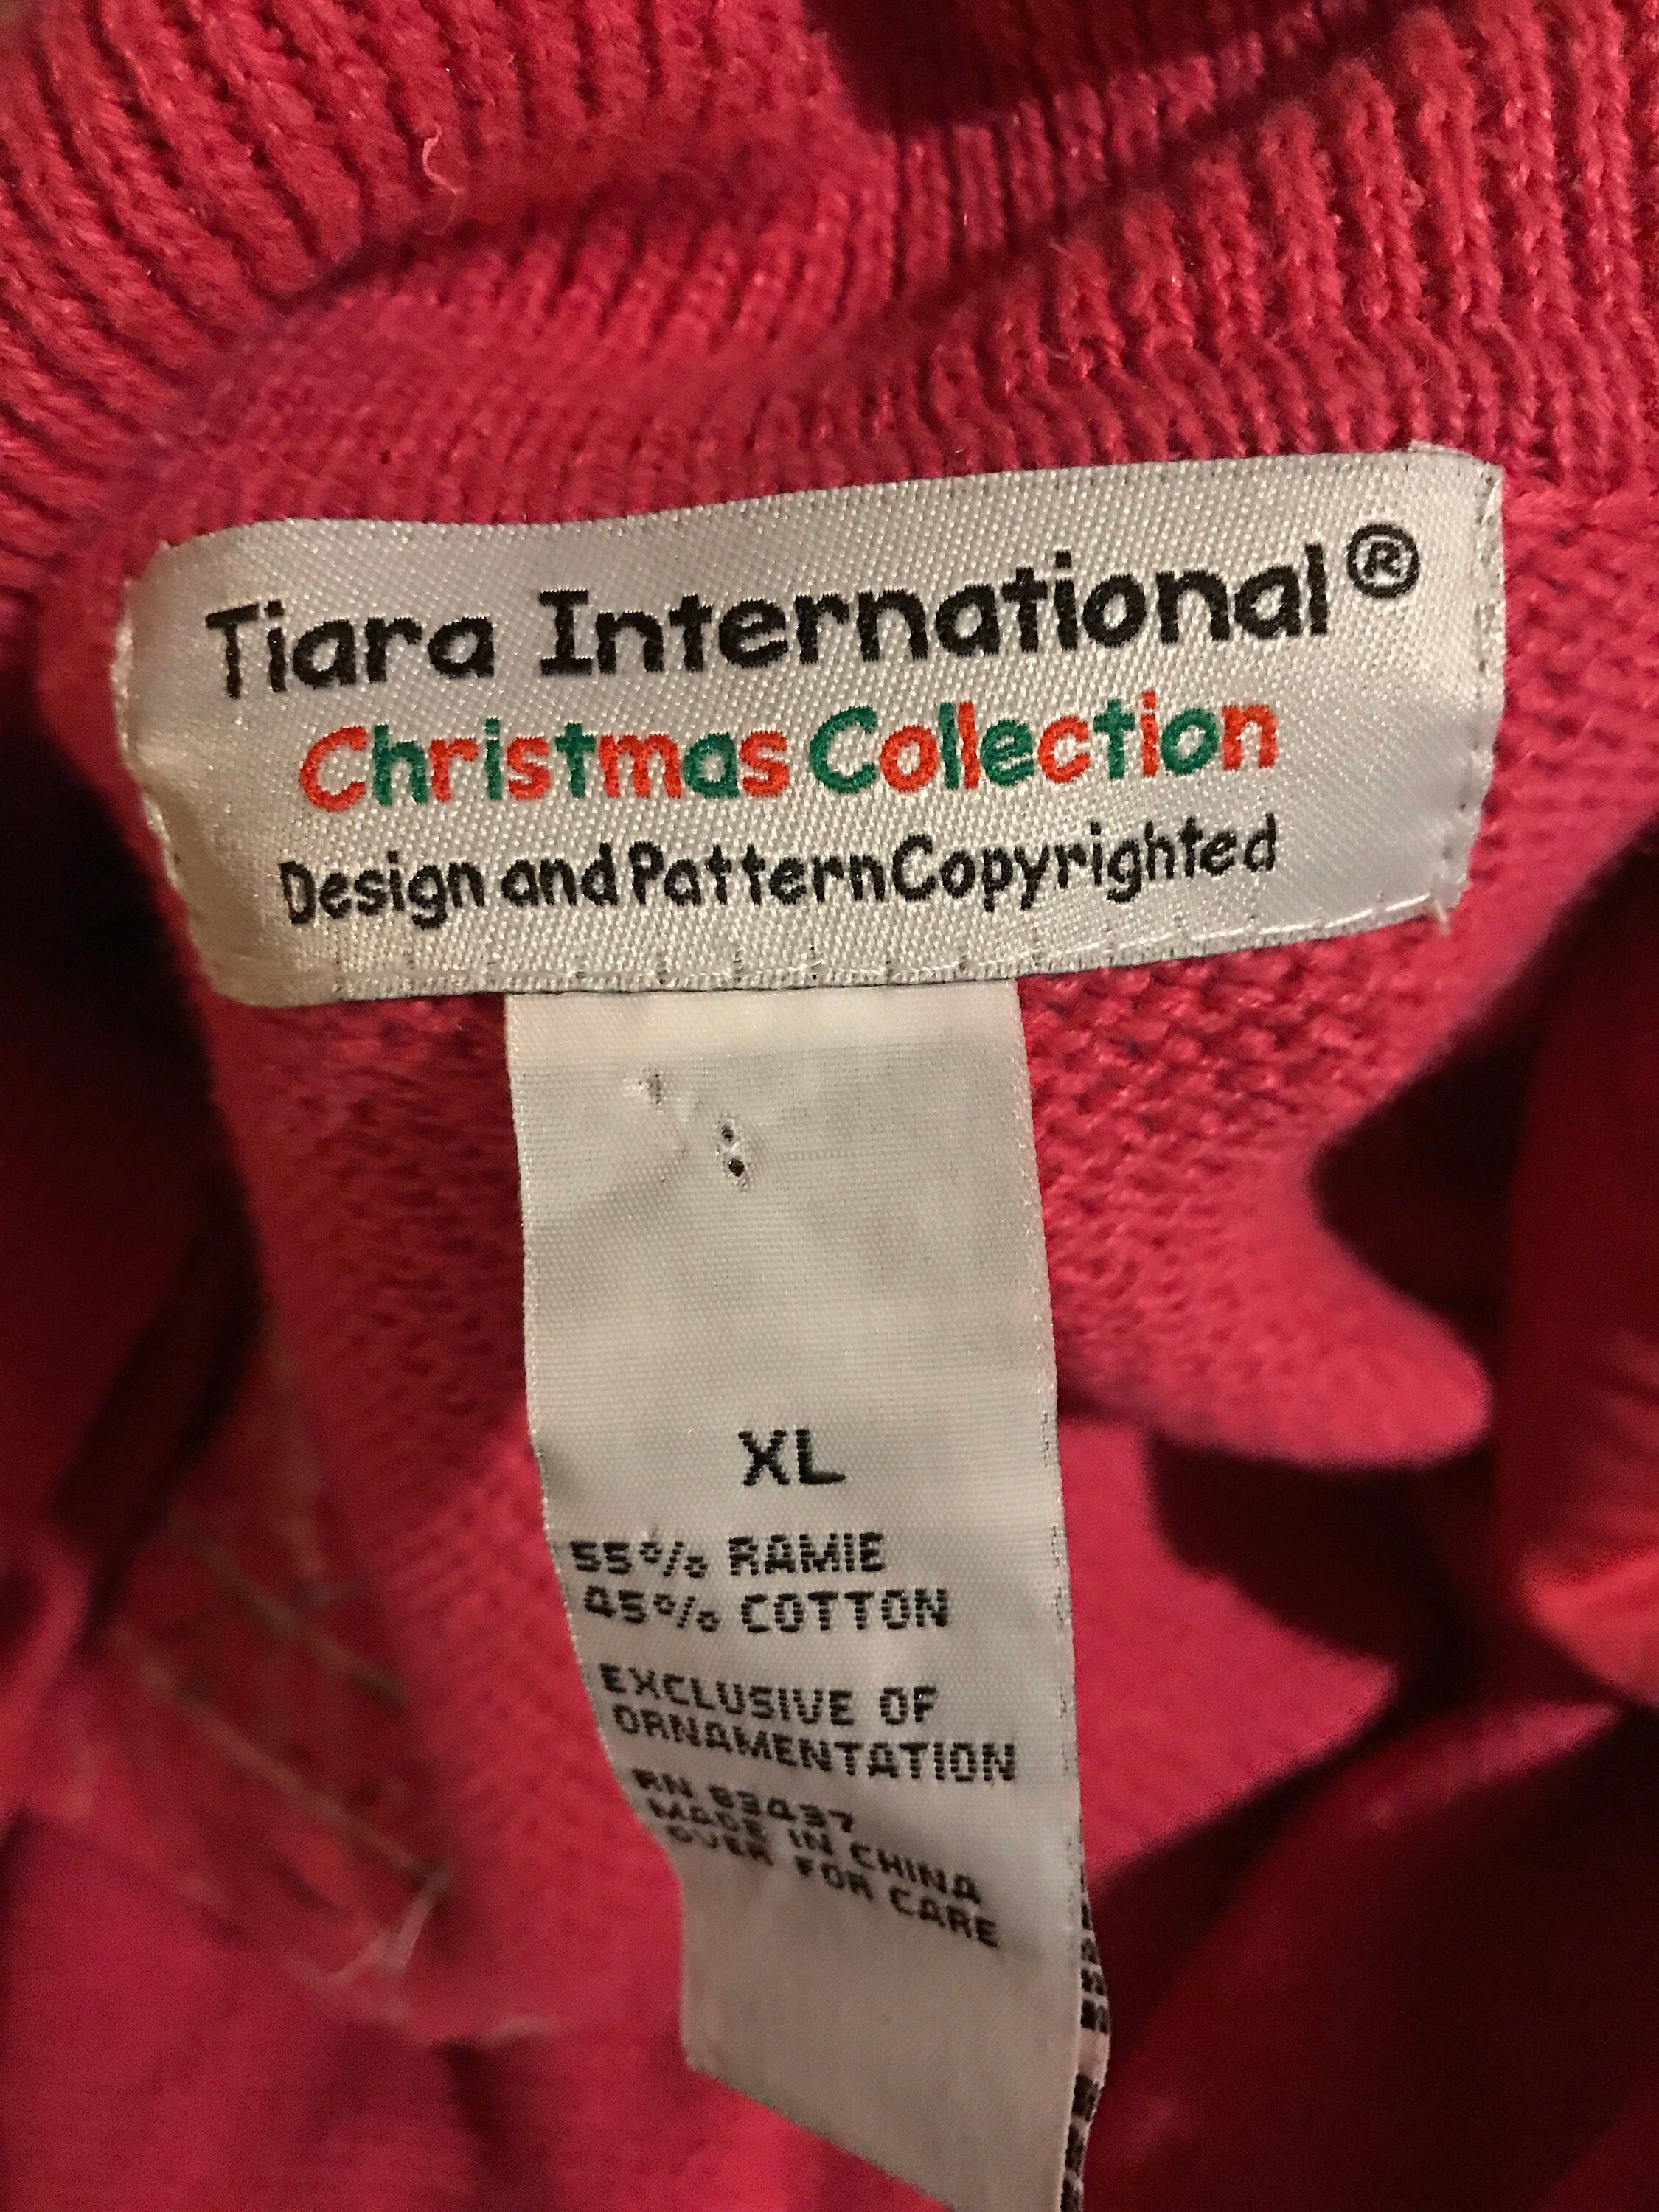 Tiara International®
Christmas Collection
Design and Pattern Copyrighted
XL
55% RAMIE
45% COTTON
EXCLUSIVE OF
ORNAMENTATION
RN 83437
MADE IN CHINA
OVER FOR CARE